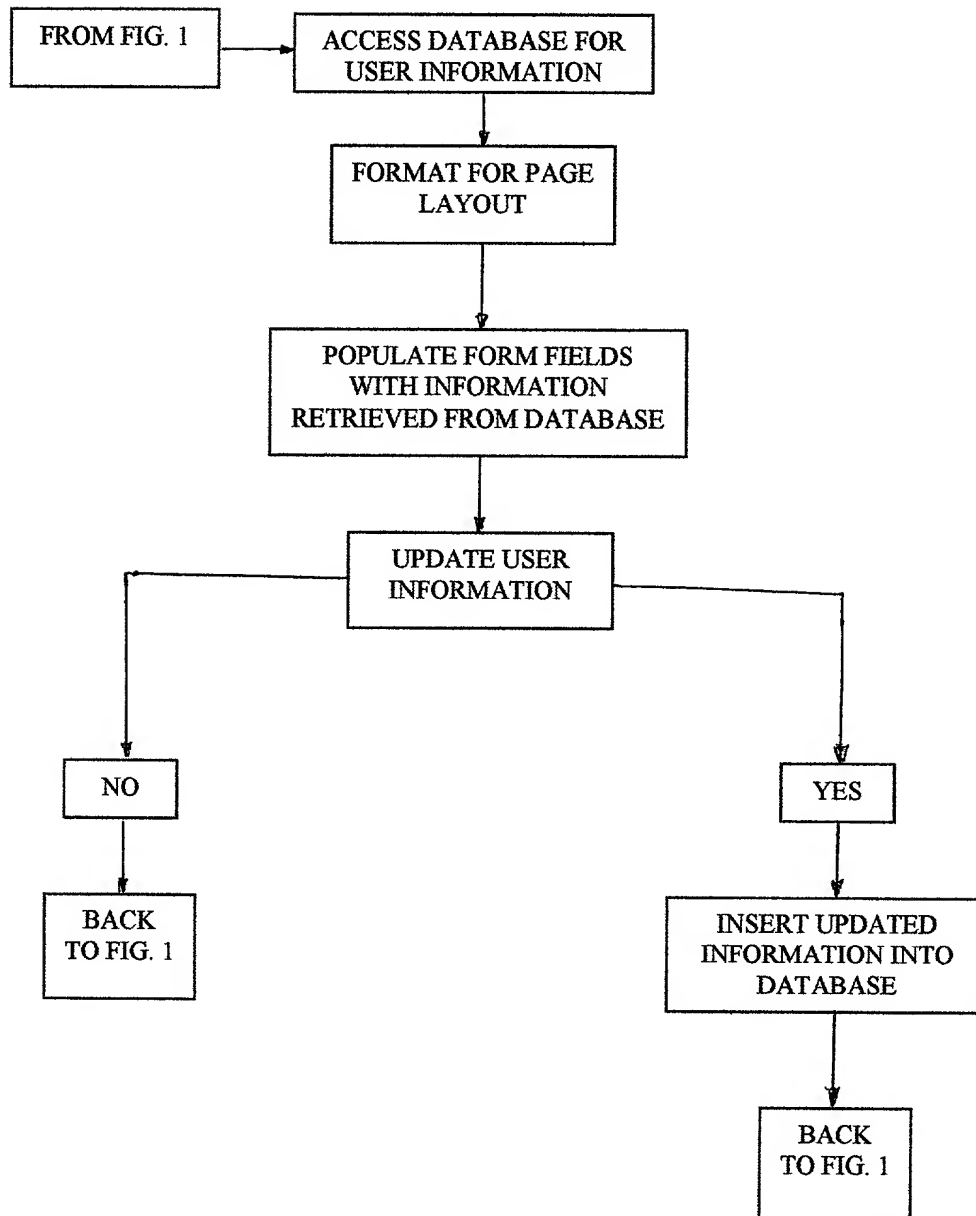 FROM FIG. 1
ACCESS DATABASE FOR
USER INFORMATION
FORMAT FOR PAGE
LAYOUT
POPULATE FORM FIELDS
WITH INFORMATION
RETRIEVED FROM DATABASE
UPDATE USER
INFORMATION
NO
YES
BACK
TO FIG. 1
INSERT UPDATED
INFORMATION INTO
DATABASE
BACK
TO FIG. 1